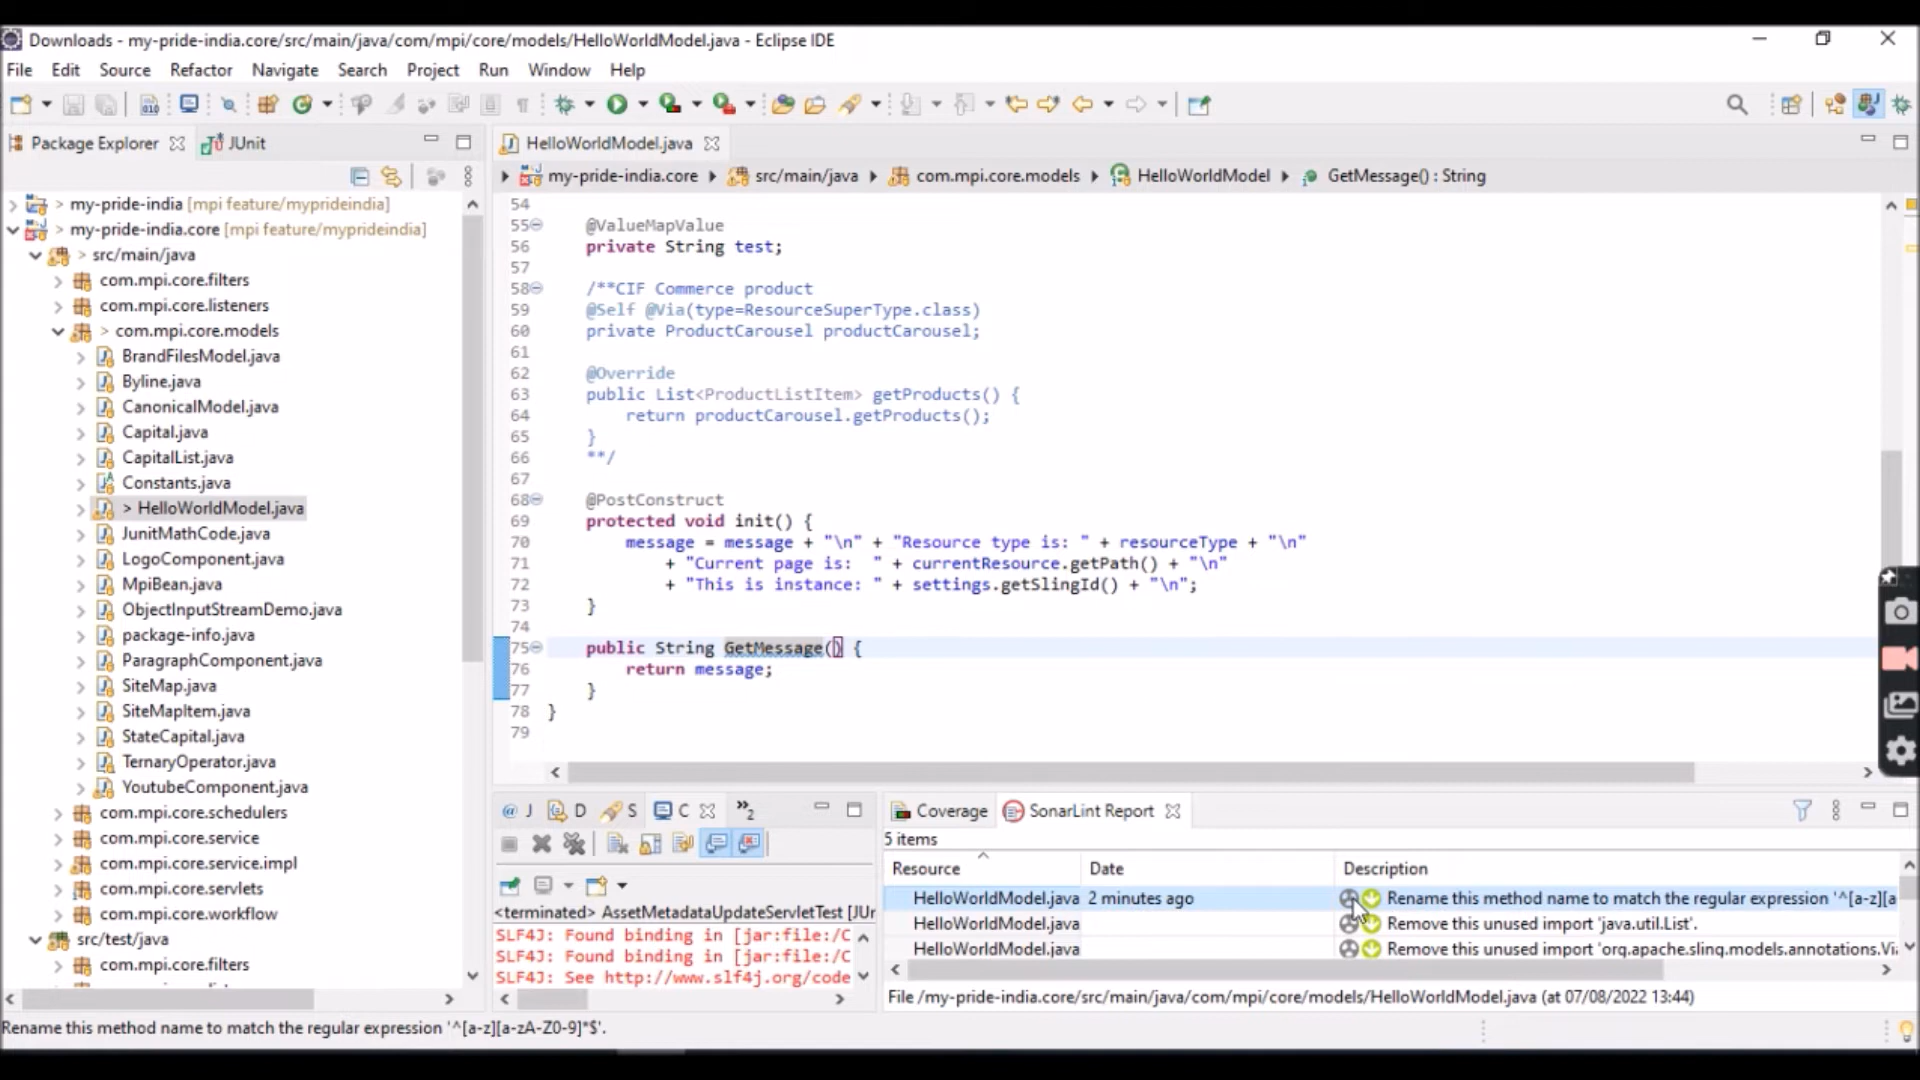 Downloads - my-pride-india.core/src/main/java/com/mpi/core/models/HelloWorldModel.java - Eclipse IDE
File Edit Source Refactor Navigate Search Project Run Window Help
Package Explorer JUnit
> my-pride-india [mpi feature/myprideindia]
> my-pride-india.core [mpi feature/myprideindia]
> src/main/java
com.mpi.core.filters
com.mpi.core.listeners
> com.mpi.core.models
BrandFilesModel.java
Byline.java
CanonicalModel.java
Capital.java
CapitalList.java
Constants.java
> HelloWorldModel.java
JunitMathCode.java
LogoComponent.java
MpiBean.java
ObjectInputStreamDemo.java
package-info.java
ParagraphComponent.java
SiteMap.java
SiteMapItem.java
StateCapital.java
TernaryOperator.java
YoutubeComponent.java
com.mpi.core.schedulers
com.mpi.core.service
com.mpi.core.service.impl
com.mpi.core.servlets
com.mpi.core.workflow
src/test/java
com.mpi.core.filters
HelloWorldModel.java
my-pride-india.core src/main/java com.mpi.core.models HelloWorldModel GetMessage() : String
54
55 @ValueMapValue
56 private String test;
57
58 /**CIF Commerce product
59 @Self @Via(type=ResourceSuperType.class)
60 private ProductCarousel productCarousel;
61
62 @Override
63 public List<ProductListItem> getProducts() {
64 return productCarousel.getProducts();
65 }
66 **/
67
68 @PostConstruct
69 protected void init() {
70 message = message + "\n" + "Resource type is: " + resourceType + "\n"
71 + "Current page is:  " + currentResource.getPath() + "\n"
72 + "This is instance: " + settings.getSlingId() + "\n";
73 }
74
75 public String GetMessage() {
76 return message;
77 }
78 }
79
J D S C »2
<terminated> AssetMetadataUpdateServletTest [JUr
SLF4J: Found binding in [jar:file:/C
SLF4J: Found binding in [jar:file:/C
SLF4J: See http://www.slf4j.org/code
Coverage SonarLint Report
5 items
Resource Date Description
HelloWorldModel.java 2 minutes ago Rename this method name to match the regular expression '^[a-z][a
HelloWorldModel.java Remove this unused import 'java.util.List'.
HelloWorldModel.java Remove this unused import 'org.apache.sling.models.annotations.Vi
File /my-pride-india.core/src/main/java/com/mpi/core/models/HelloWorldModel.java (at 07/08/2022 13:44)
Rename this method name to match the regular expression '^[a-z][a-zA-Z0-9]*$'.